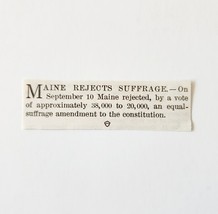 MAINE REJECTS SUFFRAGE.—On
September 10 Maine rejected, by a vote
of approximately 38,000 to 20,000, an equal-
suffrage amendment to the constitution.